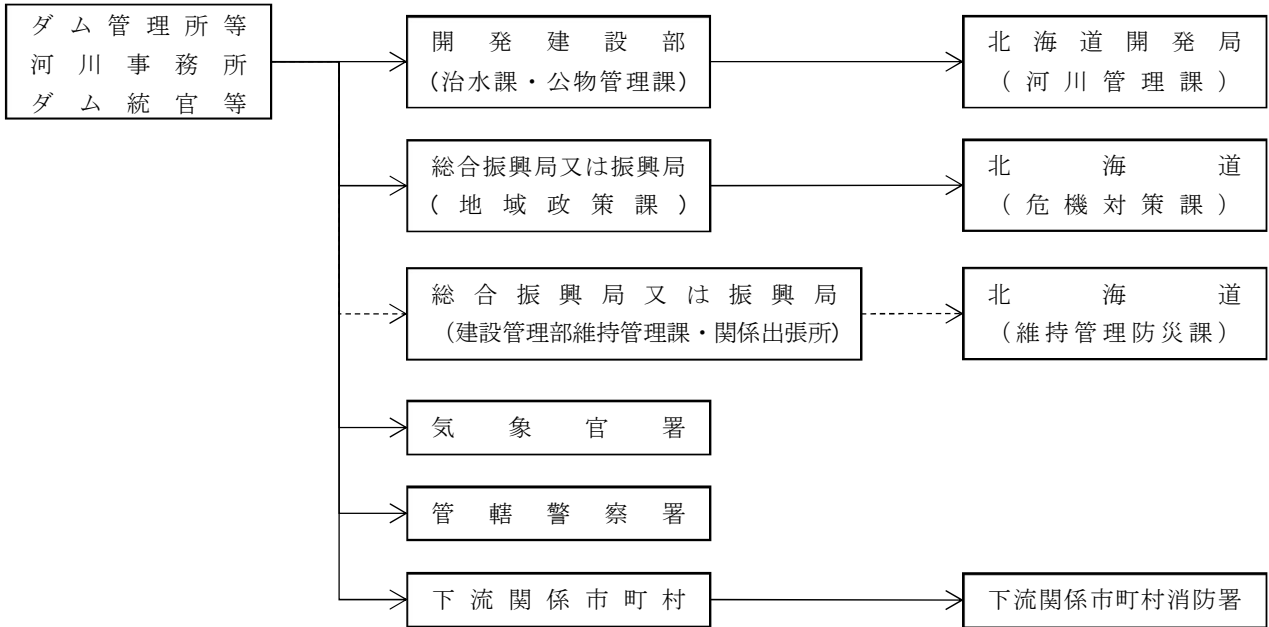 ダム管理所等
河川事務所
ダム統官等
開発建設部
(治水課・公物管理課)
北海道開発局
(河川管理課)
総合振興局又は振興局
(地域政策課)
北海道
(危機対策課)
総合振興局又は振興局
(建設管理部維持管理課・関係出張所)
北海道
(維持管理防災課)
気象官署
管轄警察署
下流関係市町村
下流関係市町村消防署